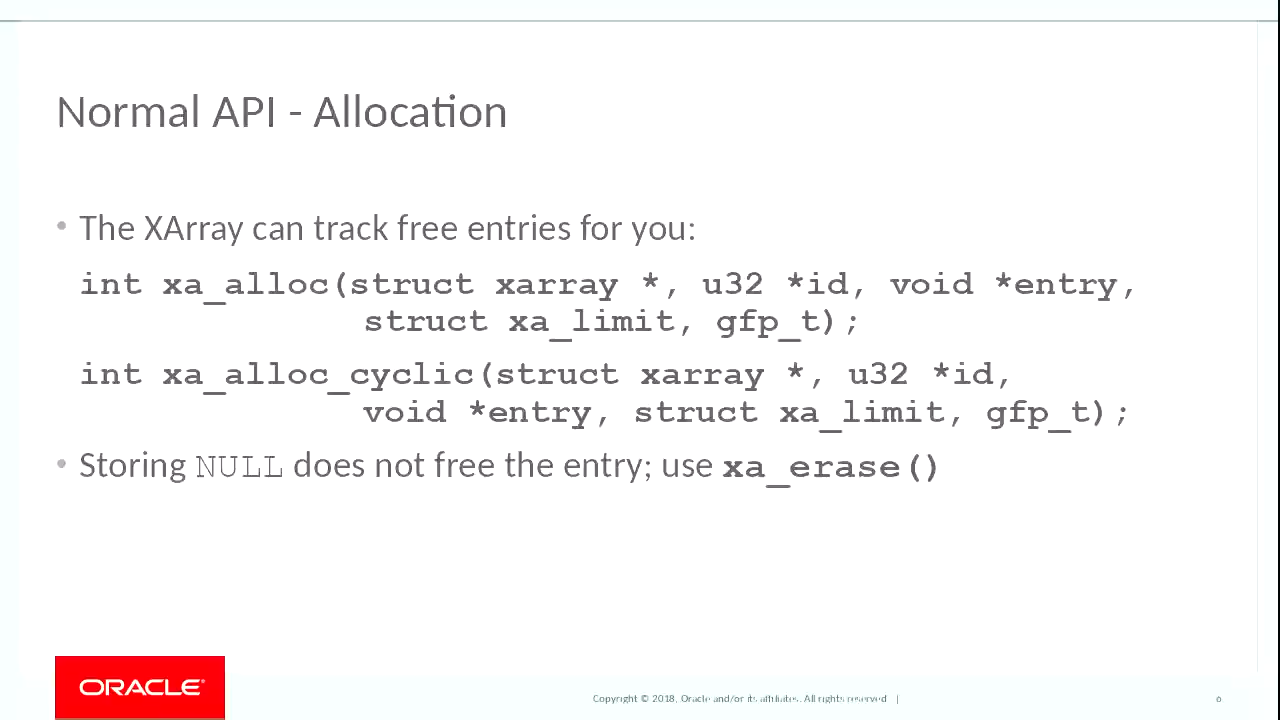 Normal API - Allocation
• The XArray can track free entries for you:
int xa_alloc(struct xarray *, u32 *id, void *entry,
struct xa_limit, gfp_t);
int xa_alloc_cyclic(struct xarray *, u32 *id,
void *entry, struct xa_limit, gfp_t);
• Storing NULL does not free the entry; use xa_erase()
ORACLE®
Copyright © 2018, Oracle and/or its affiliates. All rights reserved. |
6